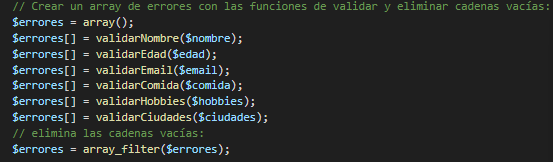 // Crear un array de errores con las funciones de validar y eliminar cadenas vacías:
$errores = array();
$errores[] = validarNombre($nombre);
$errores[] = validarEdad($edad);
$errores[] = validarEmail($email);
$errores[] = validarComida($comida);
$errores[] = validarHobbies($hobbies);
$errores[] = validarCiudades($ciudades);
// elimina las cadenas vacías:
$errores = array_filter($errores);